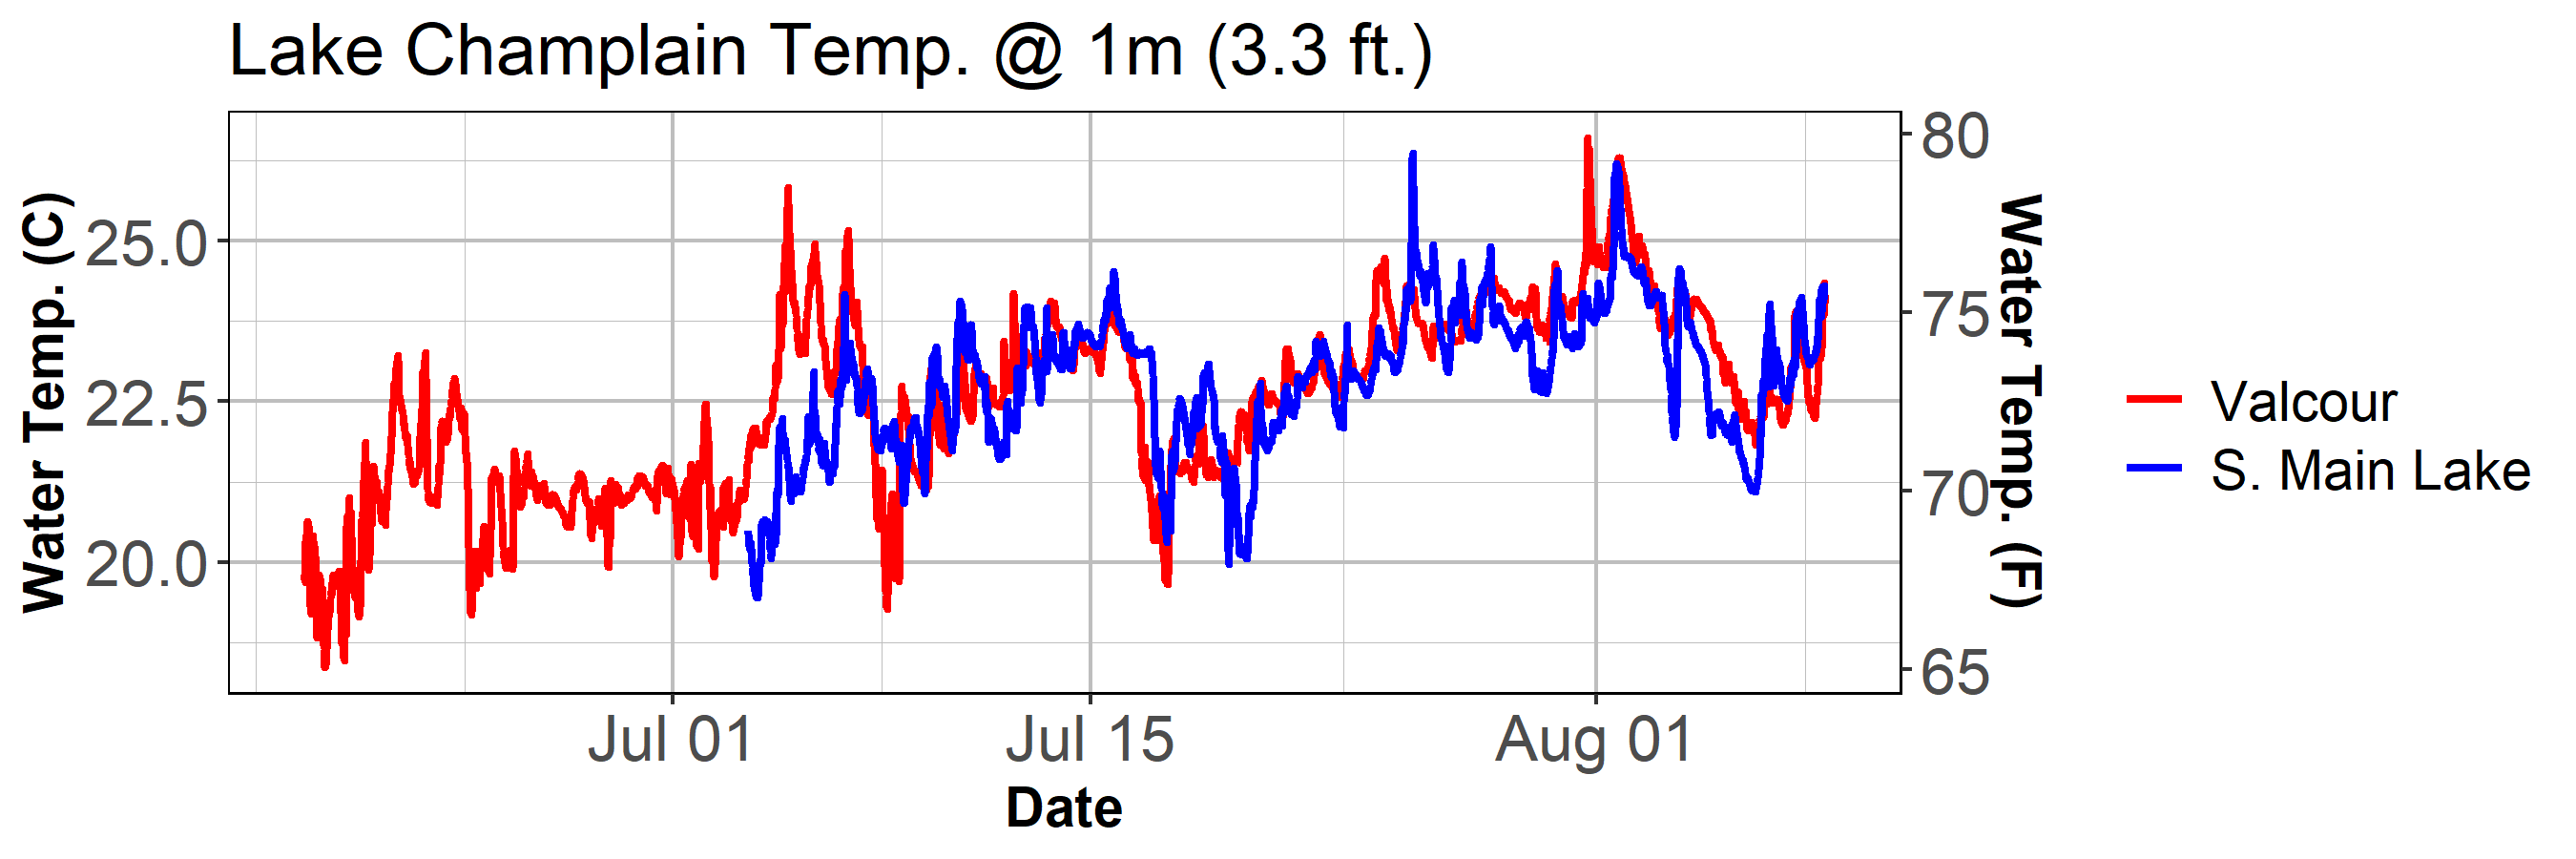 Lake Champlain Temp. @ 1m (3.3 ft.)
Water Temp. (C)
25.0
22.5
20.0
80
75
70
65
Water Temp. (F)
Jul 01
Jul 15
Aug 01
Date
Valcour
S. Main Lake